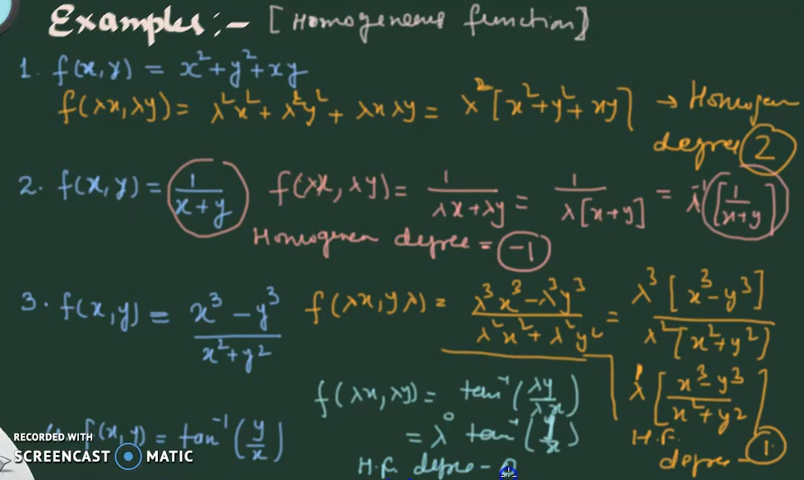 Examples:- [Homogeneous function]
1. f(x,y) = x²+y²+xy
f(λx,λy) = λ²x²+ λ²y²+ λx λy = λ²[x²+y²+xy] → Homogen
degree 2
2. f(x,y) = 1/(x+y) f(λx,λy) = 1/(λx+λy) = 1/(λ[x+y]) = λ⁻¹[1/(x+y)]
Homogenen degree = -1
3. f(x,y) = (x³-y³)/(x²+y²) f(λx,yλ) = (λ³x³-λ³y³)/(λ²x²+λ²y²) = λ³[x³-y³]/λ²[x²+y²]
λ¹[(x³-y³)/(x²+y²)]
H.F.
degree - 1
f(x,y) = tan⁻¹(y/x) f(λx,λy) = tan⁻¹(λy/λx)
= λ⁰ tan⁻¹(y/x)
H.F. degree -
RECORDED WITH
SCREENCAST MATIC